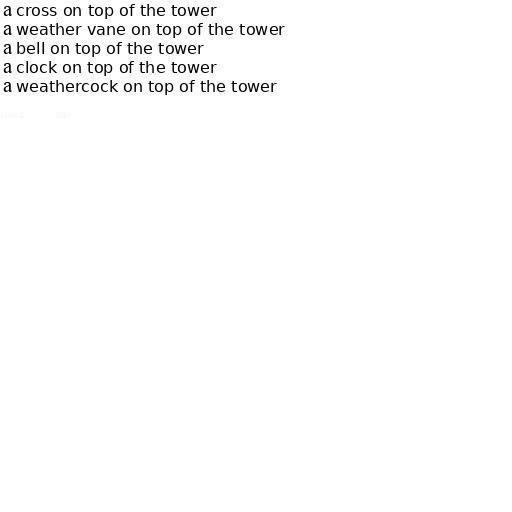 a cross on top of the tower
a weather vane on top of the tower
a bell on top of the tower
a clock on top of the tower
a weathercock on top of the tower